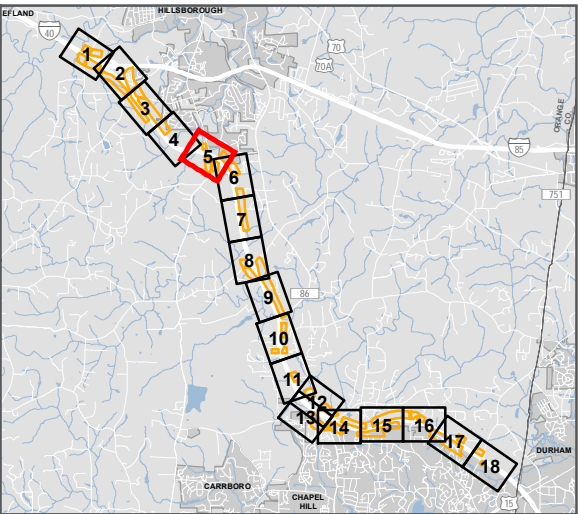 EFLAND
HILLSBOROUGH
40
70
70A
1
2
3
4
5
6
7
8
9
10
11
12
13
14
15
16
17
18
85
ORANGE
CO.
751
86
DURHAM
CARRBORO
CHAPEL
HILL
15